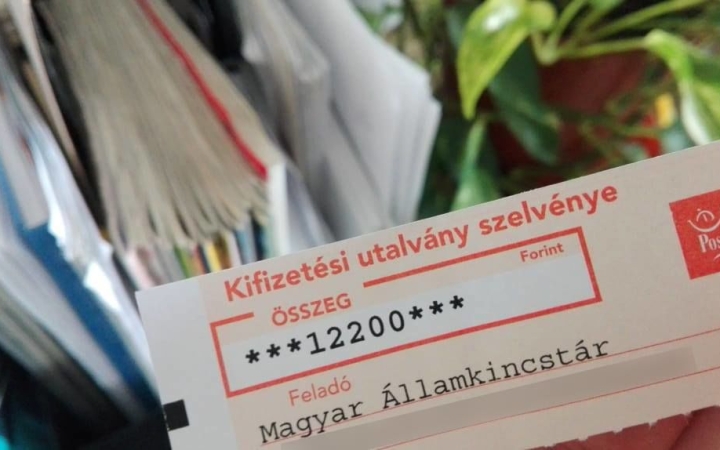 Kifizetési utalvány szelvénye
ÖSSZEG
Forint
***12200***
Feladó
Magyar Államkincstár